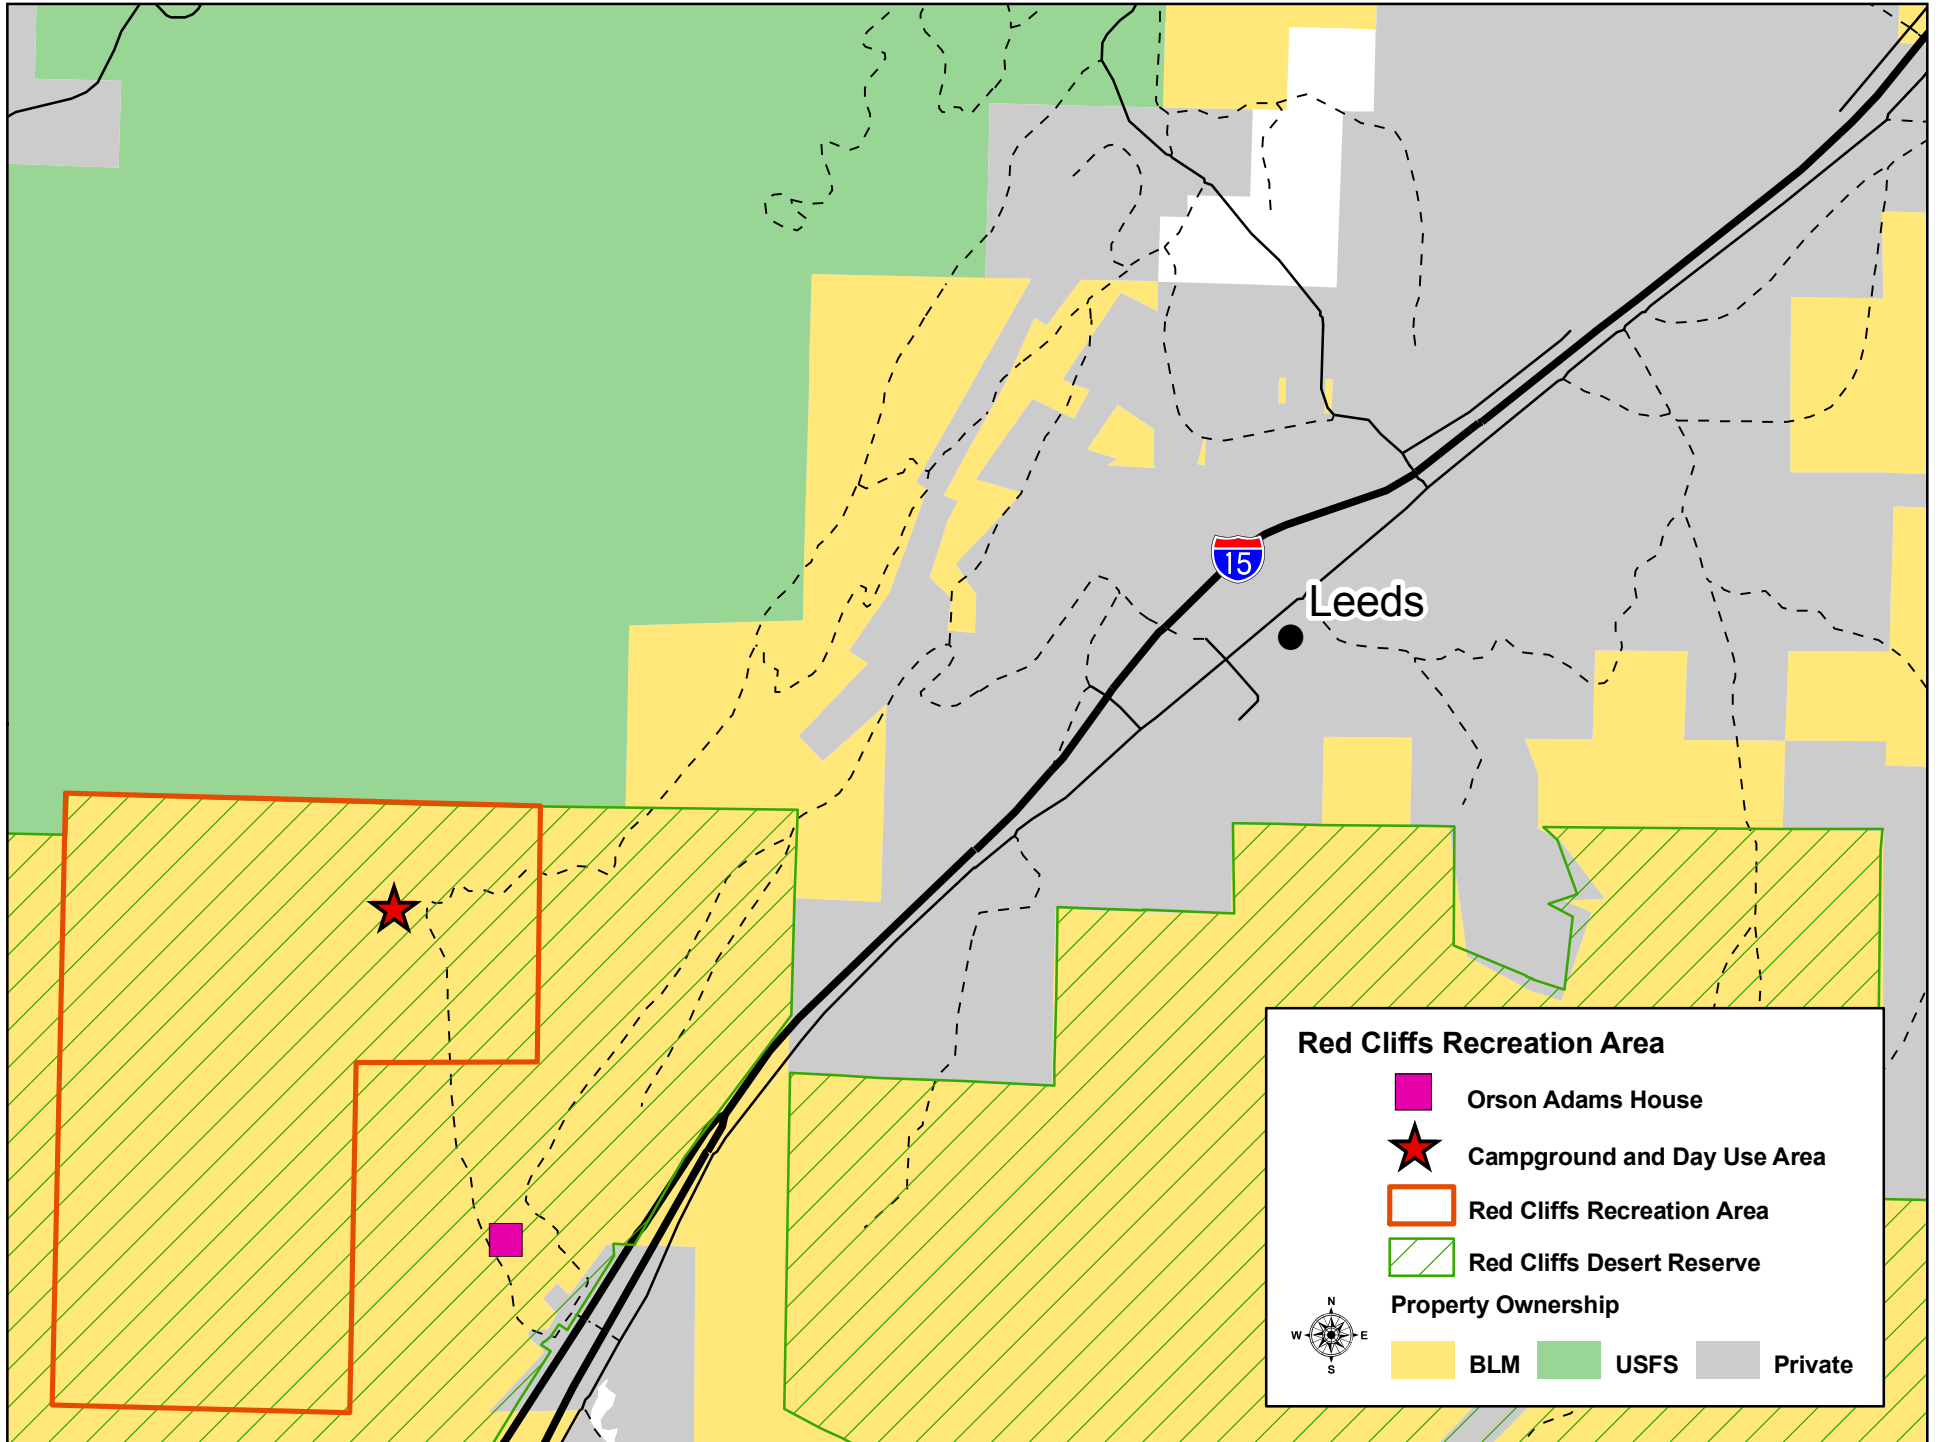 15
Leeds
Red Cliffs Recreation Area
Orson Adams House
Campground and Day Use Area
Red Cliffs Recreation Area
Red Cliffs Desert Reserve
Property Ownership
N
W E
S
BLM USFS Private